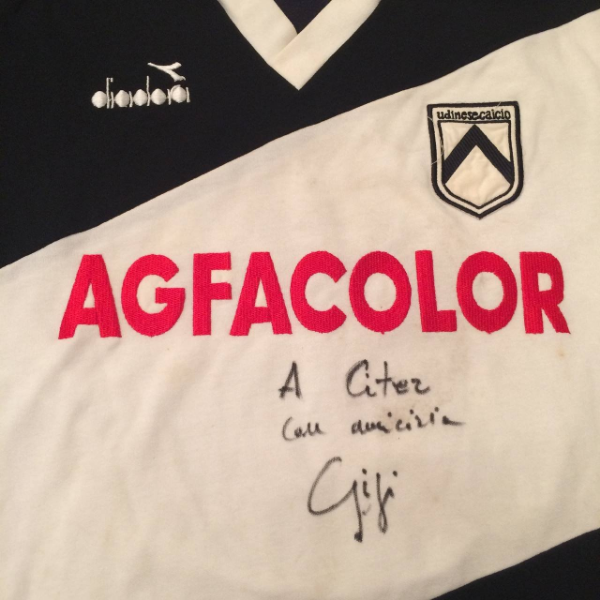 diadora
udinesecalcio
AGFACOLOR
A Citez
con amicizia
Gigi